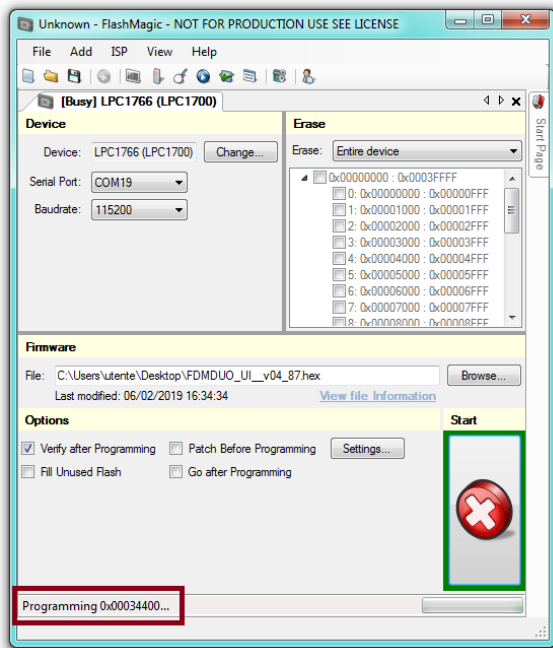 Unknown - FlashMagic - NOT FOR PRODUCTION USE SEE LICENSE
File Add ISP View Help
[Busy] LPC1766 (LPC1700)
Start Page
Device
Device: LPC1766 (LPC1700) Change...
Serial Port: COM19
Baudrate: 115200
Erase
Erase: Entire device
0x00000000 : 0x0003FFFF
0: 0x00000000 : 0x00000FFF
1: 0x00001000 : 0x00001FFF
2: 0x00002000 : 0x00002FFF
3: 0x00003000 : 0x00003FFF
4: 0x00004000 : 0x00004FFF
5: 0x00005000 : 0x00005FFF
6: 0x00006000 : 0x00006FFF
7: 0x00007000 : 0x00007FFF
8: 0x00008000 : 0x00008FFF
Firmware
File: C:\Users\utente\Desktop\FDMDUO_UI__v04_87.hex Browse...
Last modified: 06/02/2019 16:34:34 View file Information
Options
Verify after Programming Patch Before Programming Settings...
Fill Unused Flash Go after Programming
Start
Programming 0x00034400...